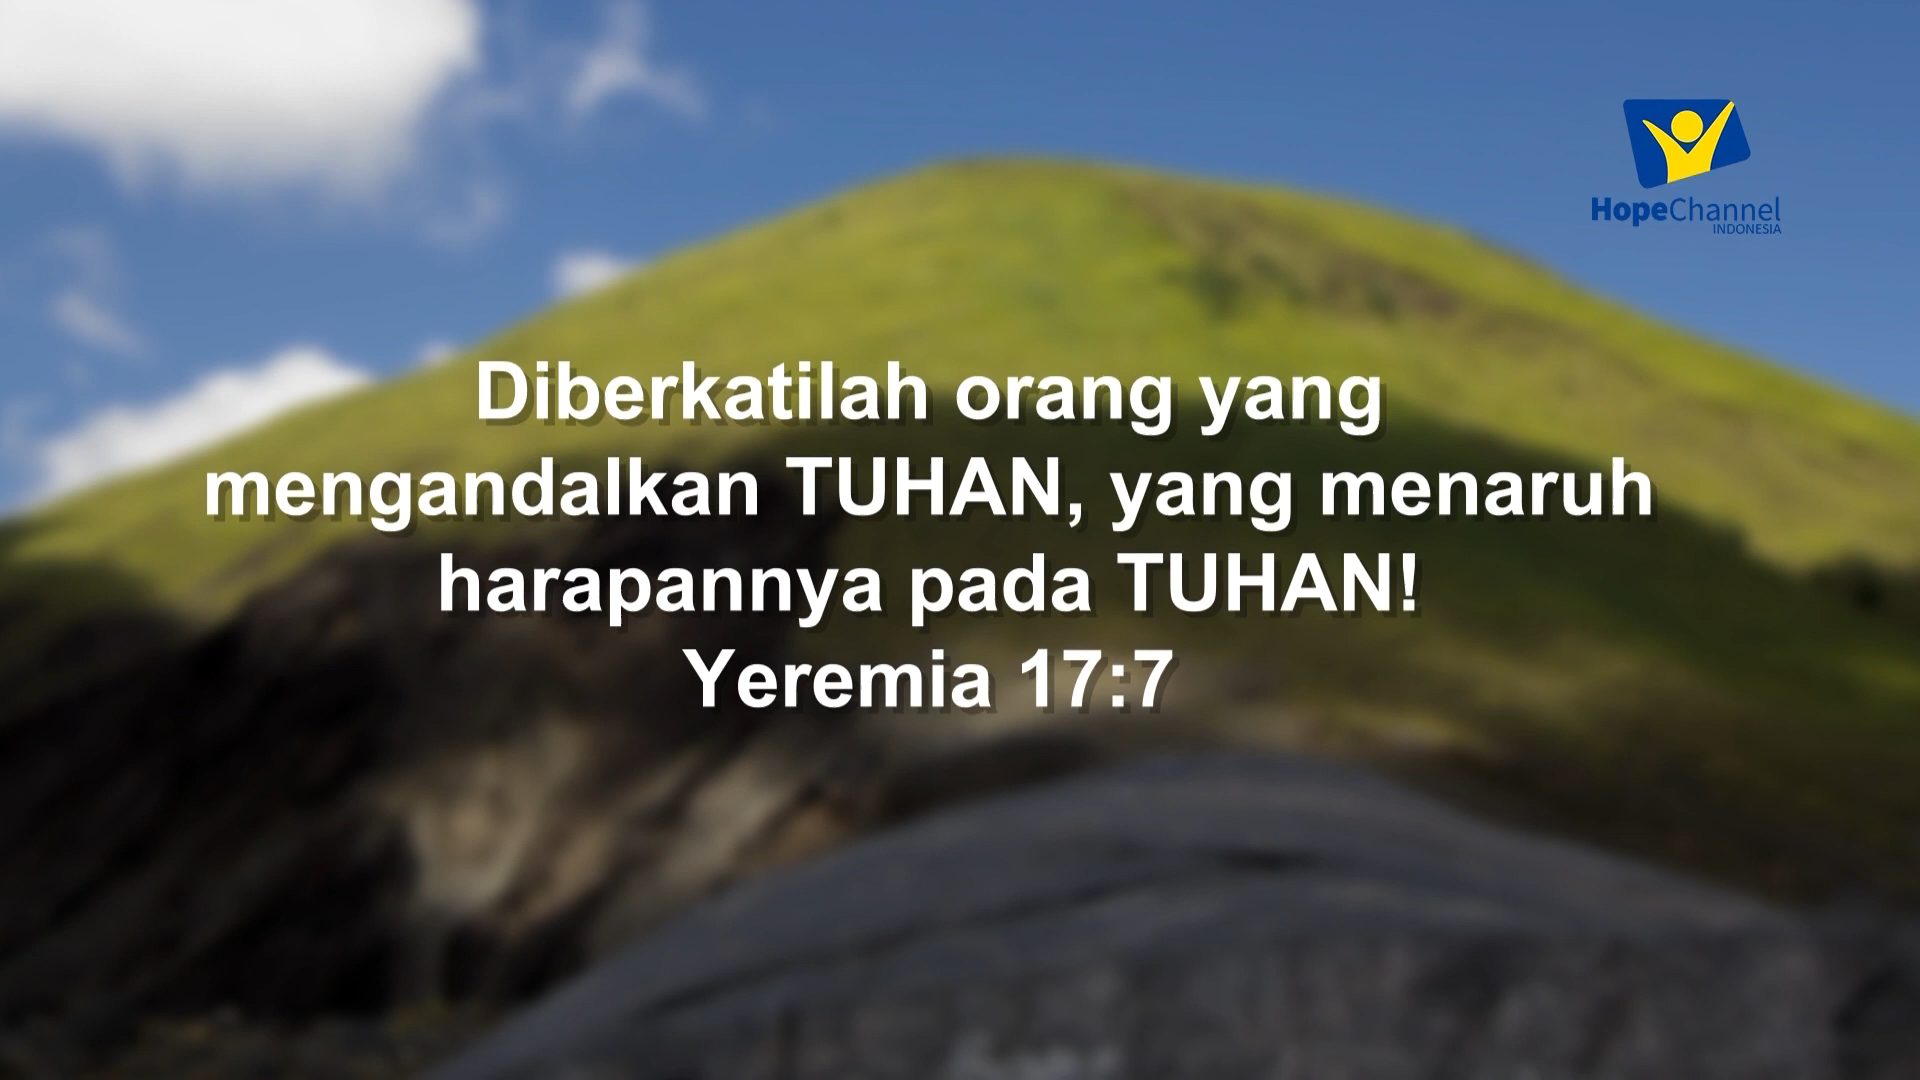 HopeChannel
INDONESIA
Diberkatilah orang yang
mengandalkan TUHAN, yang menaruh
harapannya pada TUHAN!
Yeremia 17:7